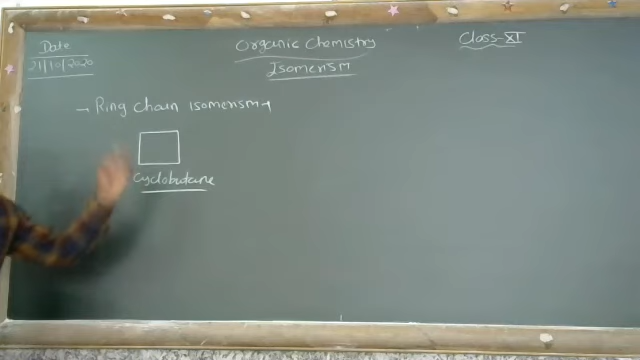 Date
21/10/2020
Organic Chemistry
Isomerism
Class-XI
→ Ring chain isomerism →
Cyclobutane